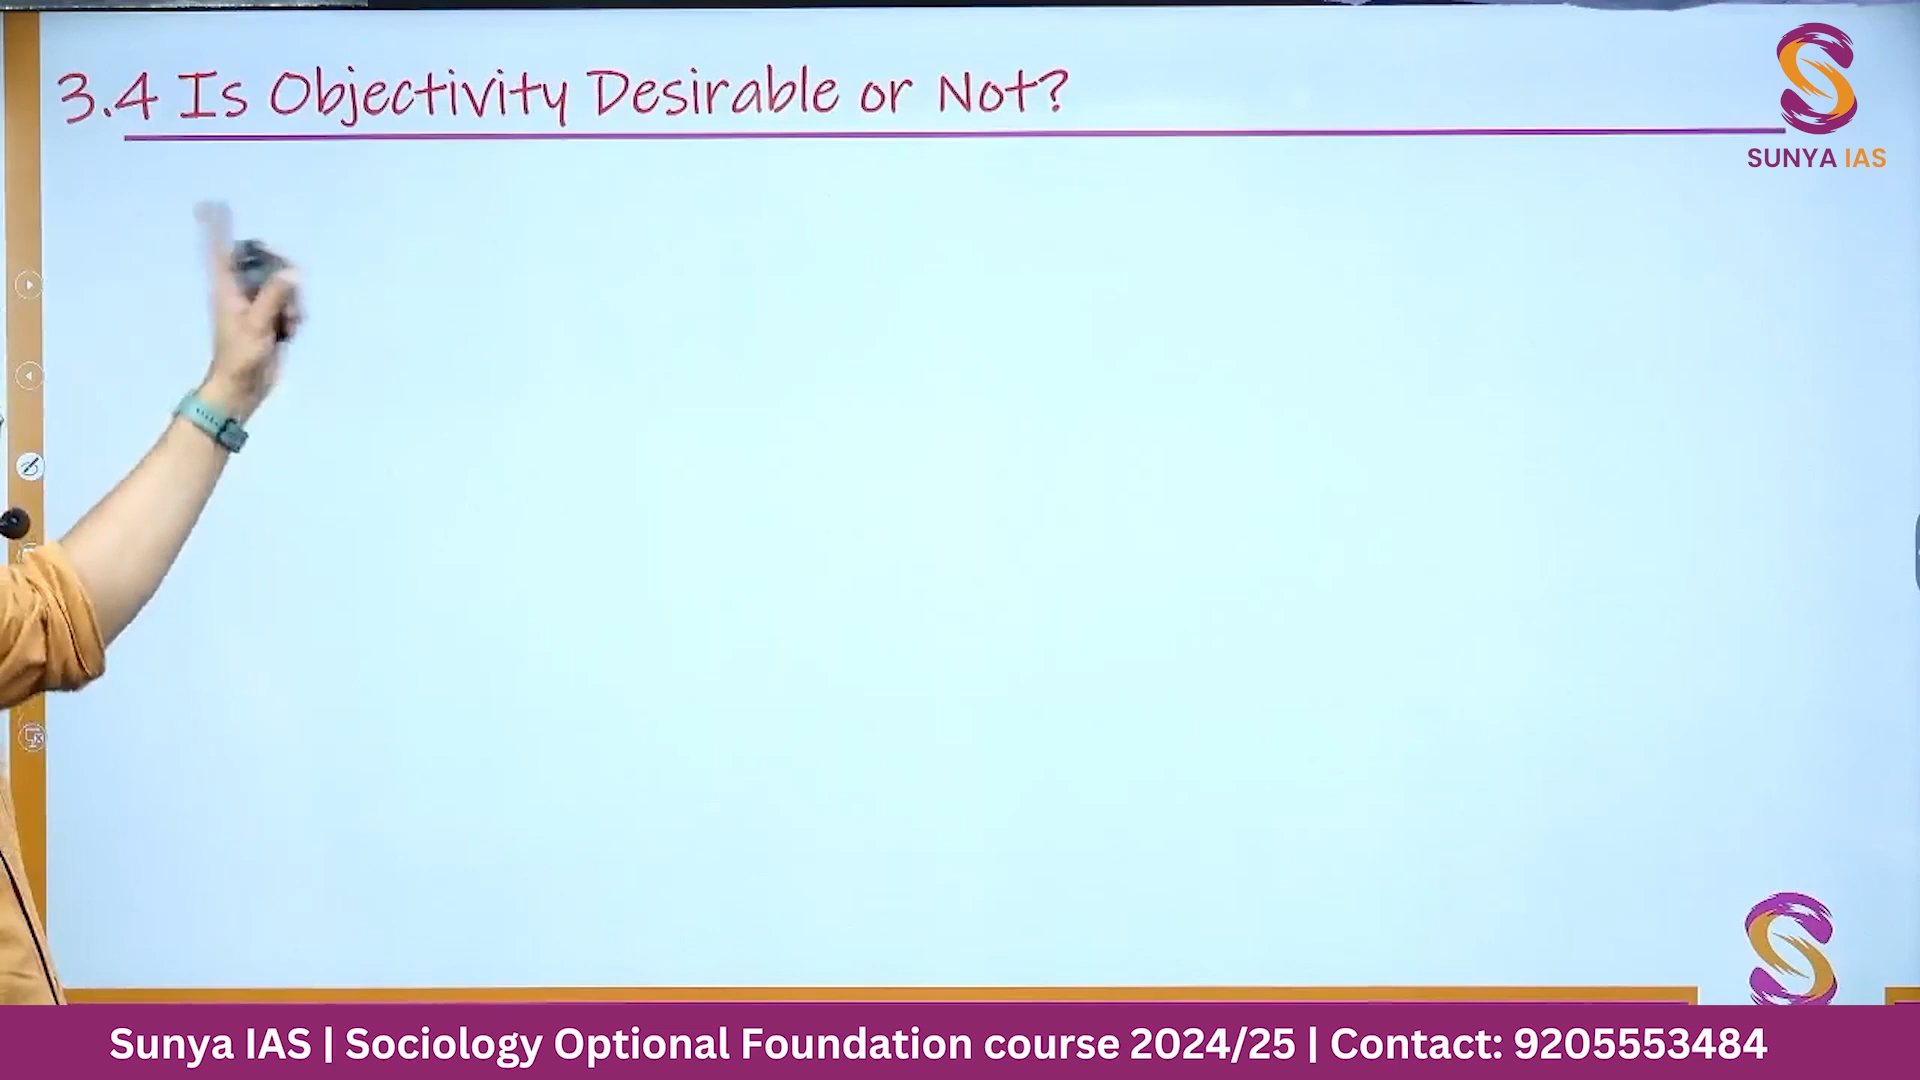 3.4 Is Objectivity Desirable or Not?
SUNYA IAS
Sunya IAS | Sociology Optional Foundation course 2024/25 | Contact: 9205553484